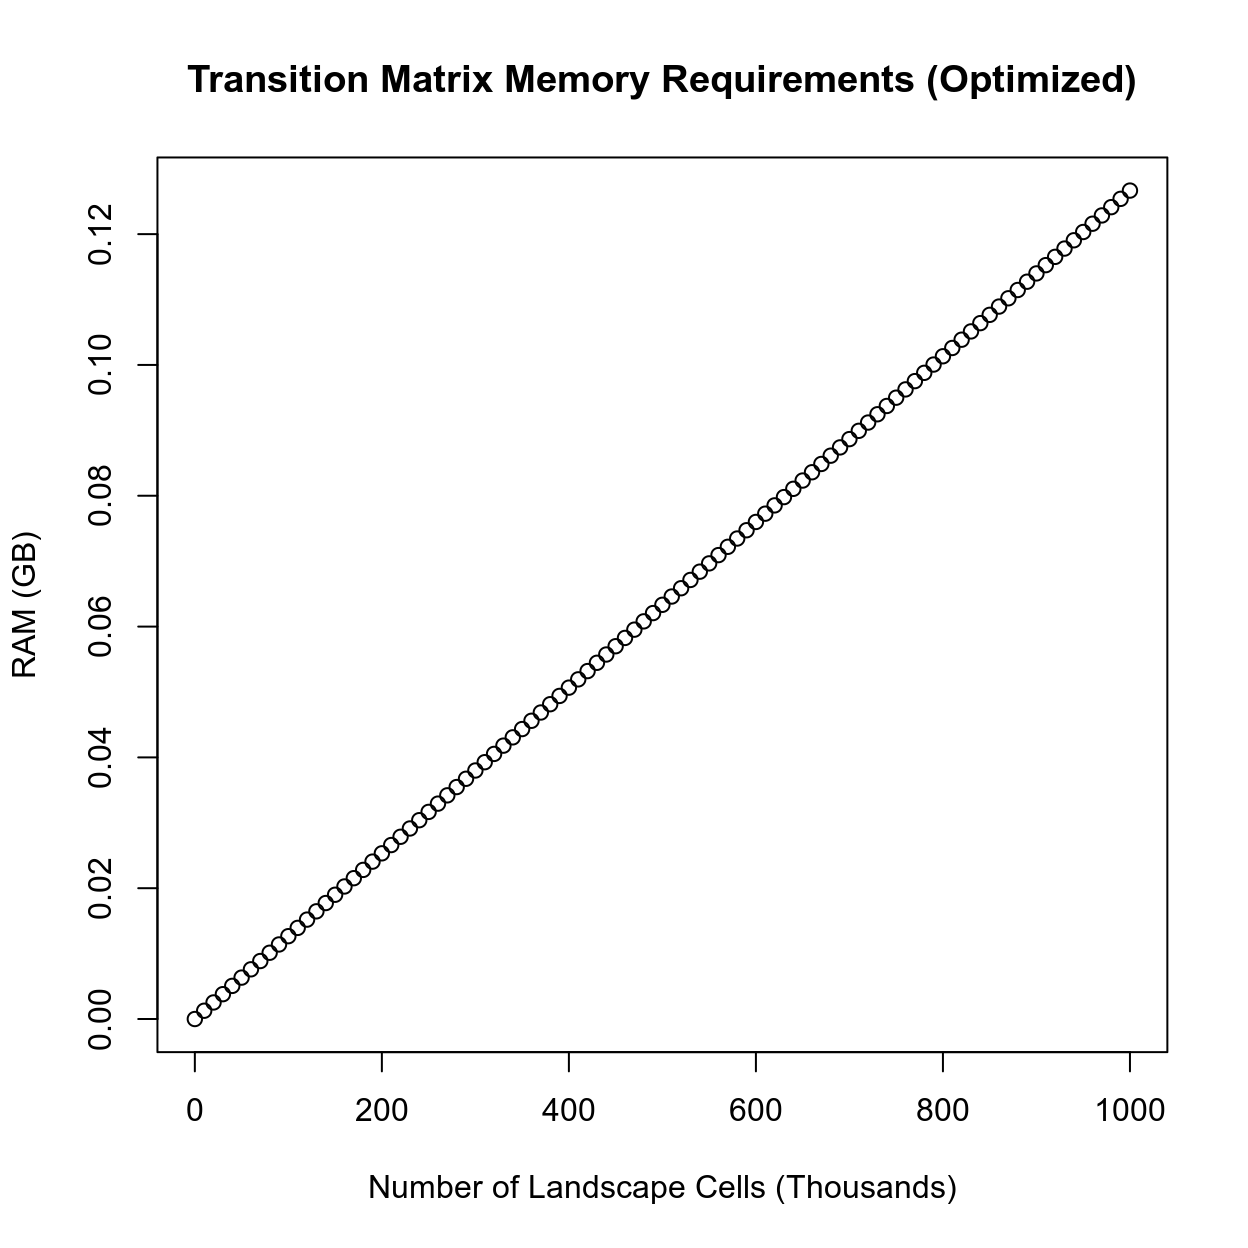 Transition Matrix Memory Requirements (Optimized)
0.12
0.10
0.08
0.06
0.04
0.02
0.00
RAM (GB)
0 200 400 600 800 1000
Number of Landscape Cells (Thousands)